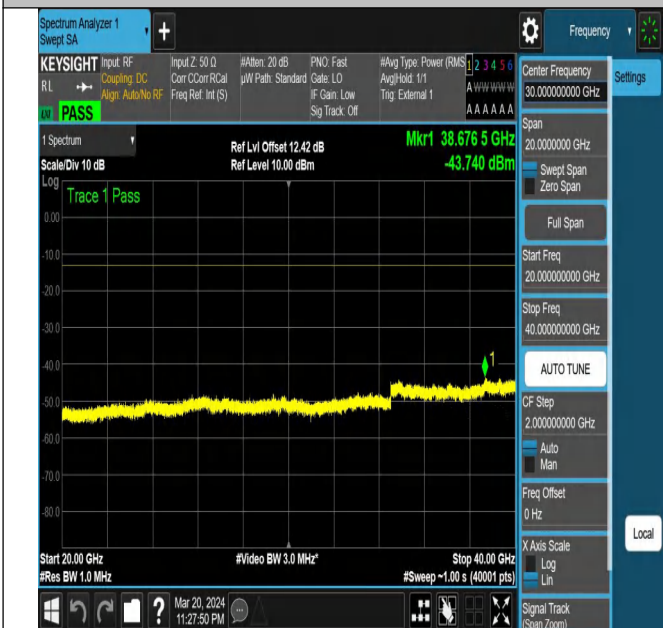 Spectrum Analyzer 1
Swept SA
+
Frequency
KEYSIGHT
RL
LXI
PASS
Input: RF
Coupling: DC
Align: Auto/No RF
Input Z: 50 Ω
Corr CCorr RCal
Freq Ref: Int (S)
#Atten: 20 dB
µW Path: Standard
PNO: Fast
Gate: LO
IF Gain: Low
Sig Track: Off
#Avg Type: Power (RMS
Avg|Hold: 1/1
Trig: External 1
1 2 3 4 5 6
A W W W W W
A A A A A A
1 Spectrum
Scale/Div 10 dB
Ref Lvl Offset 12.42 dB
Ref Level 10.00 dBm
Mkr1 38.676 5 GHz
-43.740 dBm
Log
Trace 1 Pass
0.00
-10.0
-20.0
-30.0
-40.0
-50.0
-60.0
-70.0
-80.0
1
Start 20.00 GHz
#Res BW 1.0 MHz
#Video BW 3.0 MHz*
Stop 40.00 GHz
#Sweep ~1.00 s (40001 pts)
?
Mar 20, 2024
11:27:50 PM
Center Frequency
30.000000000 GHz
Span
20.0000000 GHz
Swept Span
Zero Span
Full Span
Start Freq
20.000000000 GHz
Stop Freq
40.000000000 GHz
AUTO TUNE
CF Step
2.000000000 GHz
Auto
Man
Freq Offset
0 Hz
X Axis Scale
Log
Lin
Signal Track
(Span Zoom)
Settings
Local